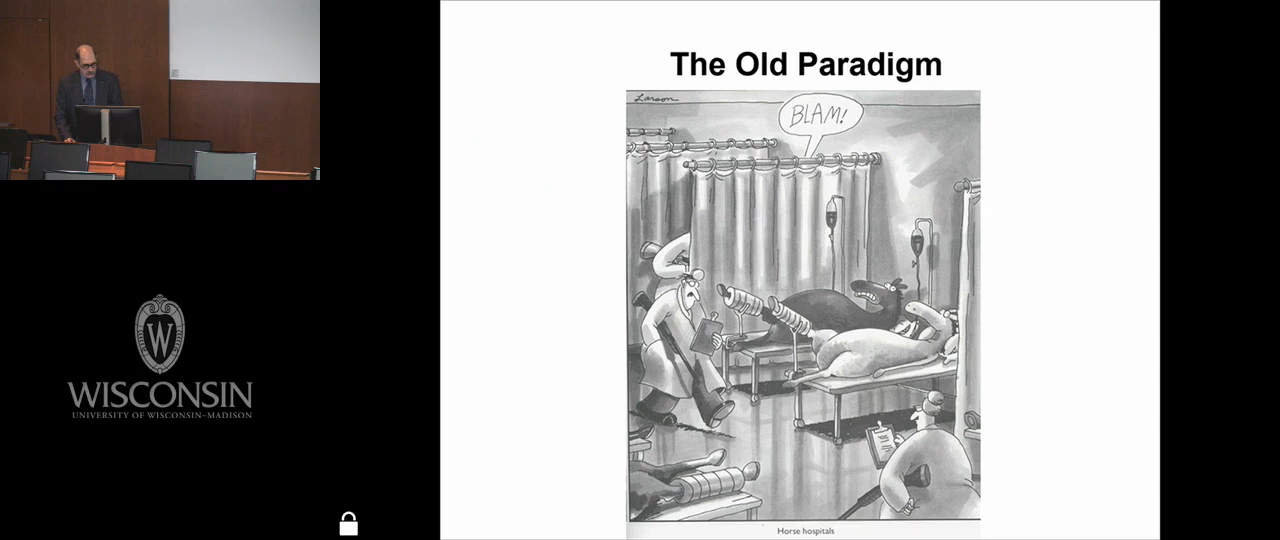 The Old Paradigm
Larson
BLAM!
Horse hospitals
W
WISCONSIN
UNIVERSITY OF WISCONSIN–MADISON